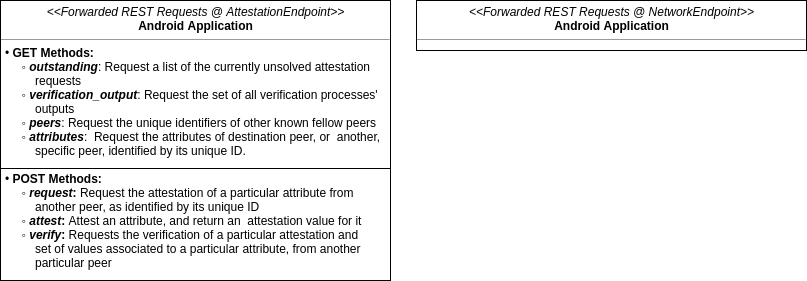 <<Forwarded REST Requests @ AttestationEndpoint>>
Android Application
• GET Methods:
◦ outstanding: Request a list of the currently unsolved attestation
requests
◦ verification_output: Request the set of all verification processes'
outputs
◦ peers: Request the unique identifiers of other known fellow peers
◦ attributes:  Request the attributes of destination peer, or  another,
specific peer, identified by its unique ID.
• POST Methods:
◦ request: Request the attestation of a particular attribute from
another peer, as identified by its unique ID
◦ attest: Attest an attribute, and return an  attestation value for it
◦ verify: Requests the verification of a particular attestation and
set of values associated to a particular attribute, from another
particular peer
<<Forwarded REST Requests @ NetworkEndpoint>>
Android Application